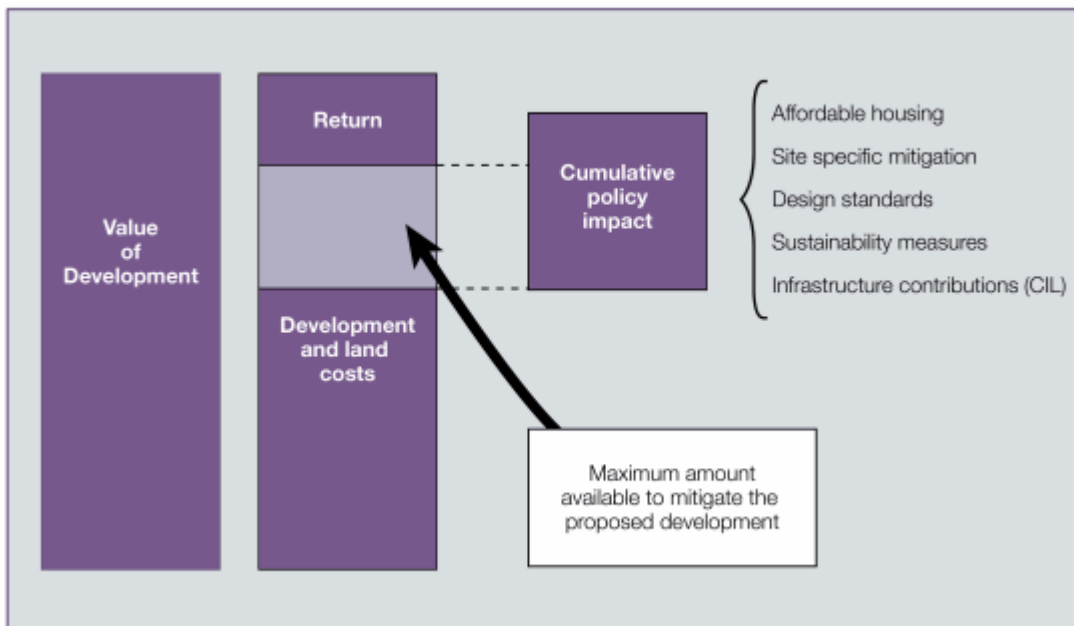 Value
of
Development
Return
Development
and land
costs
Cumulative
policy
impact
Affordable housing
Site specific mitigation
Design standards
Sustainability measures
Infrastructure contributions (CIL)
Maximum amount
available to mitigate the
proposed development